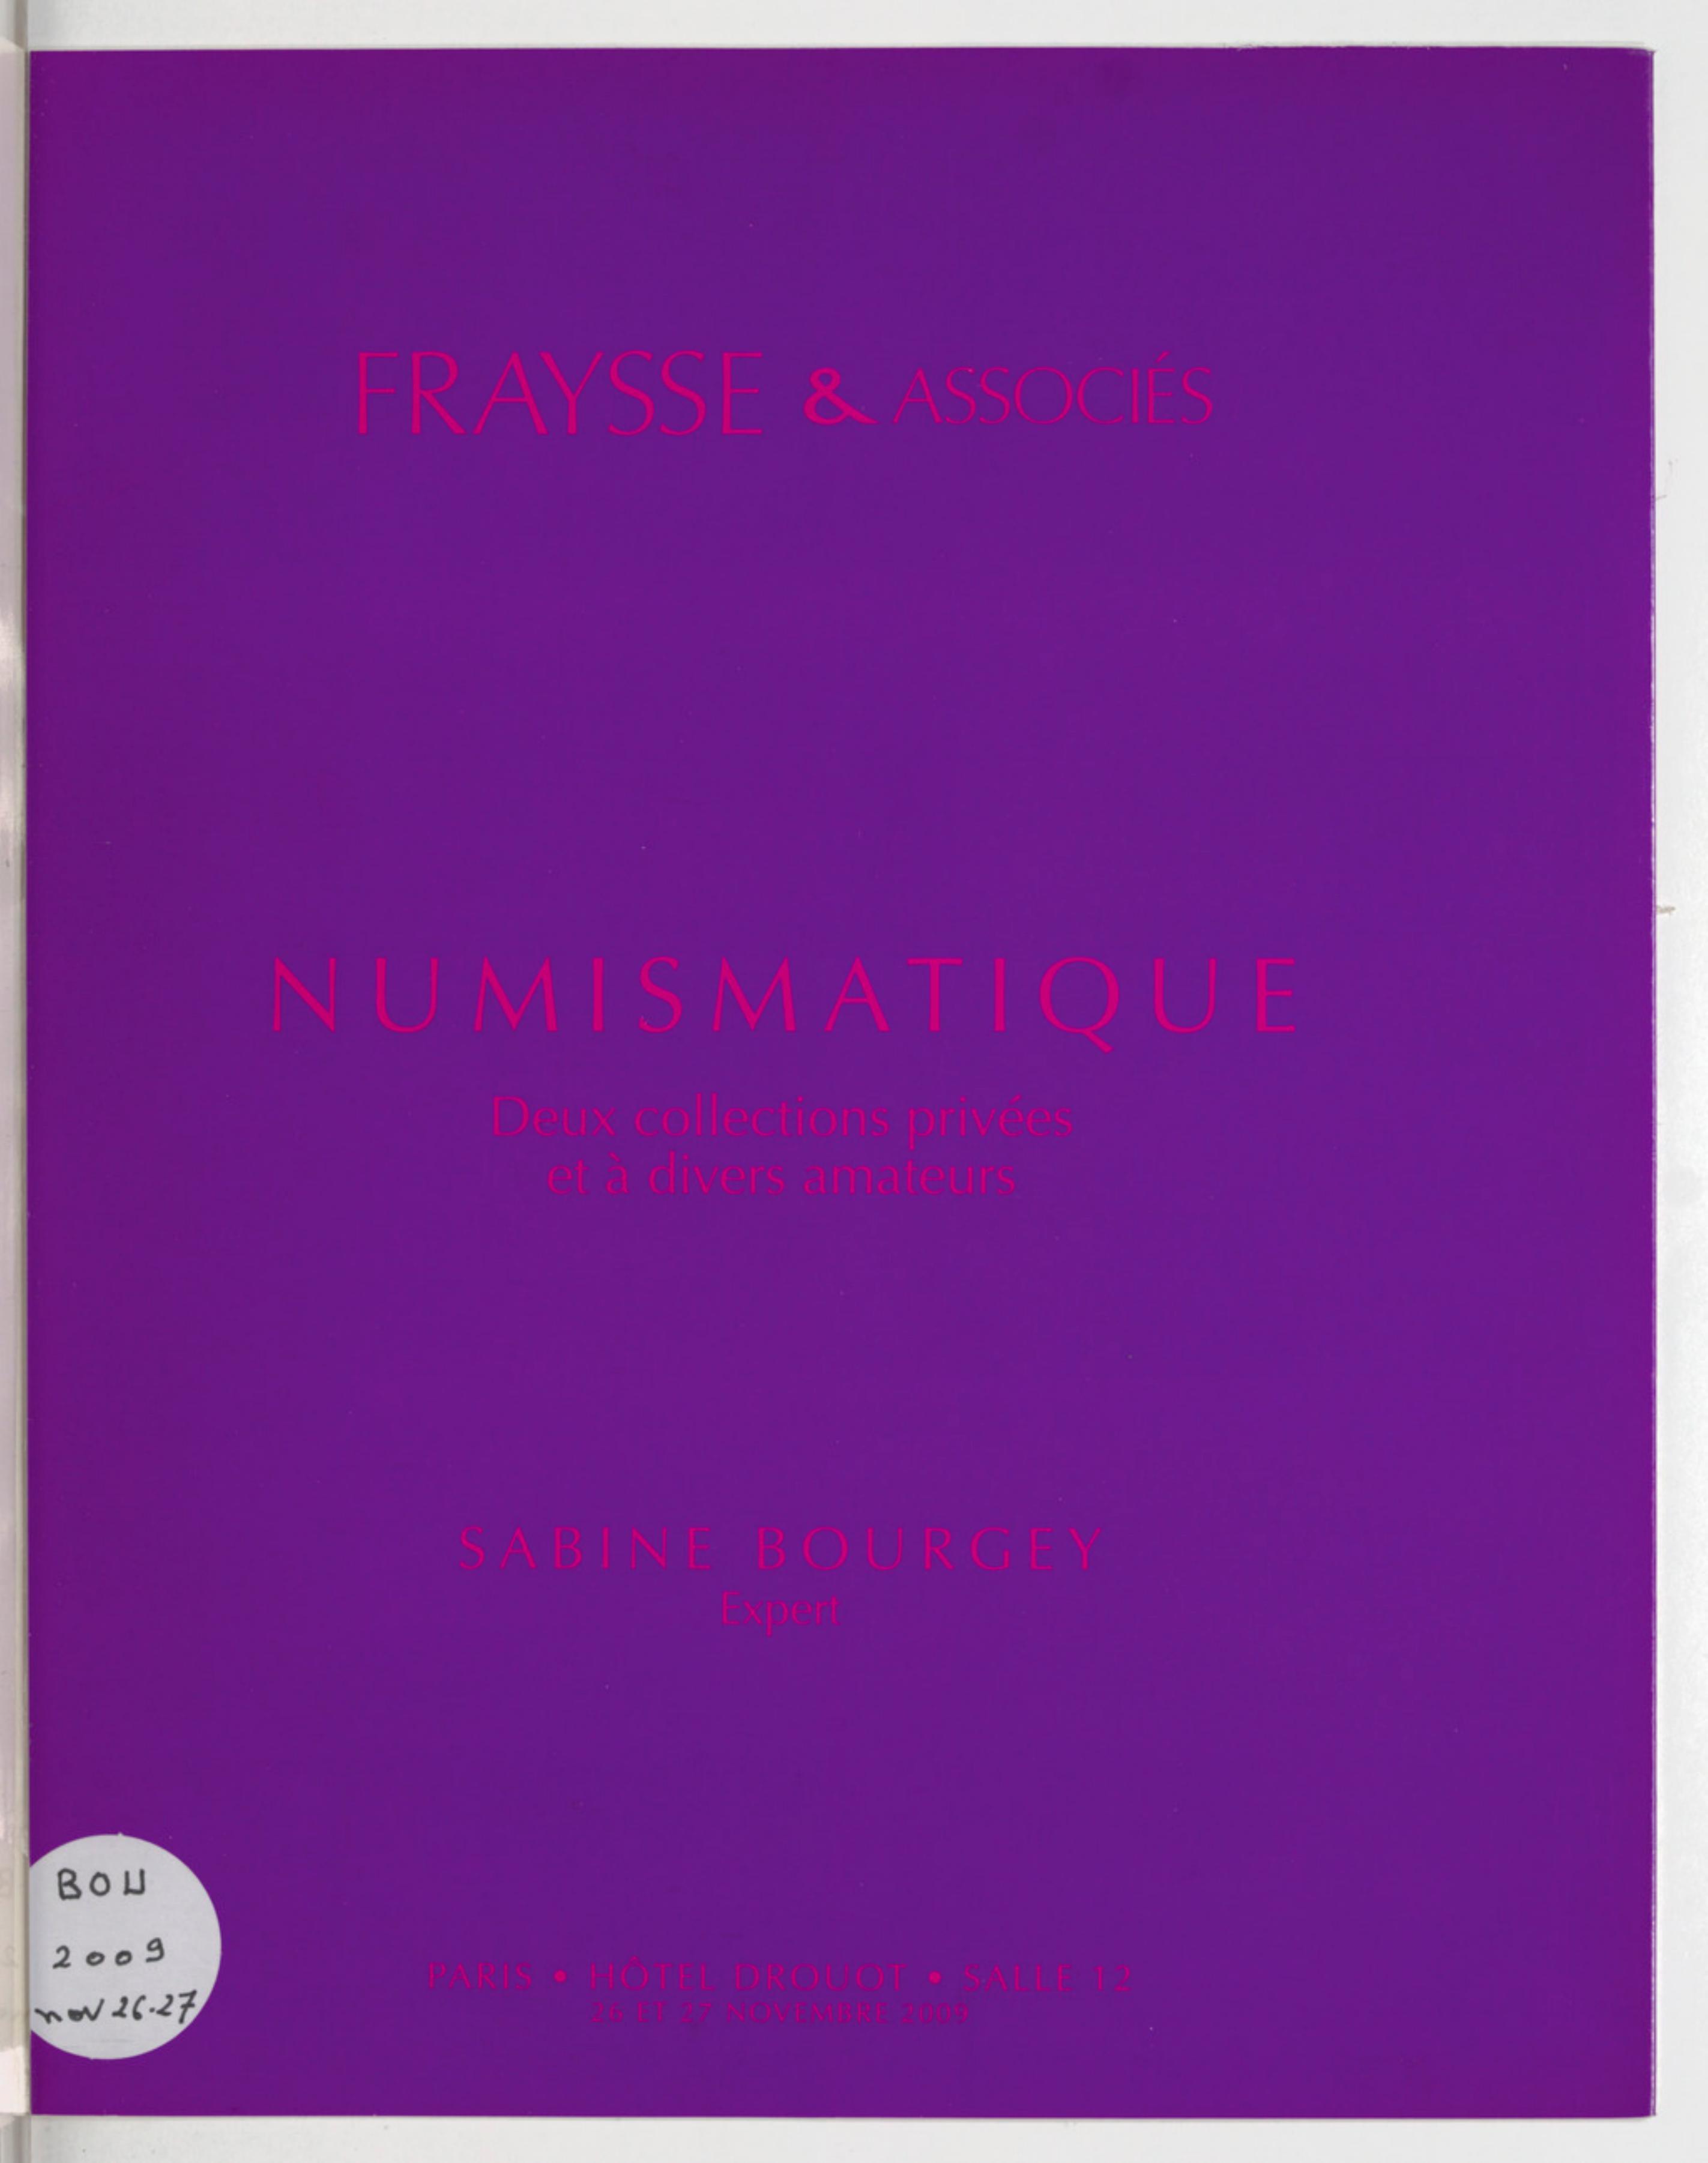 FRAYSSE & ASSOCIÉS
NUMISMATIQUE
Deux collections privées
et à divers amateurs
SABINE BOURGEY
Expert
BOU
2009
nov 26.27
PARIS • HÔTEL DROUOT • SALLE 12
26 ET 27 NOVEMBRE 2009